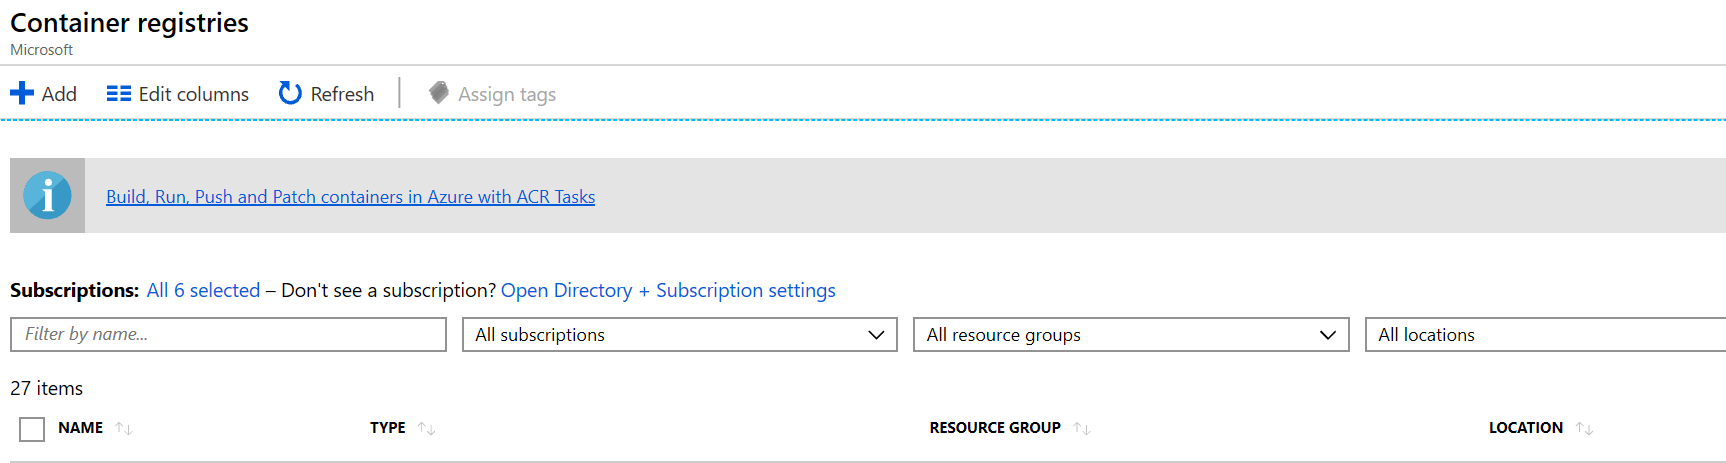 Container registries
Microsoft
Add Edit columns Refresh Assign tags
Build, Run, Push and Patch containers in Azure with ACR Tasks
Subscriptions: All 6 selected – Don't see a subscription? Open Directory + Subscription settings
Filter by name... All subscriptions All resource groups All locations
27 items
NAME TYPE RESOURCE GROUP LOCATION